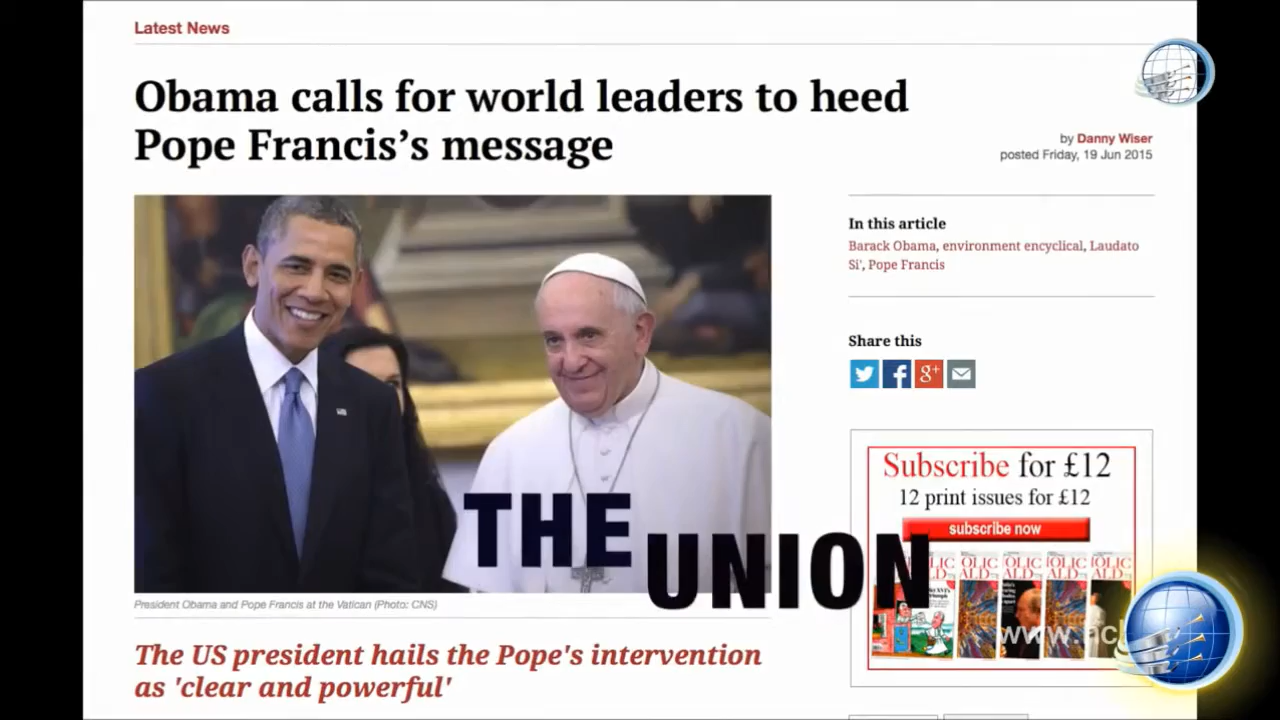 Latest News
Obama calls for world leaders to heed
Pope Francis's message
by Danny Wiser
posted Friday, 19 Jun 2015
In this article
Barack Obama, environment encyclical, Laudato
Si', Pope Francis
Share this
g+
Subscribe for £12
12 print issues for £12
subscribe now
THE
UNION
President Obama and Pope Francis at the Vatican (Photo: CNS)
The US president hails the Pope's intervention
as 'clear and powerful'